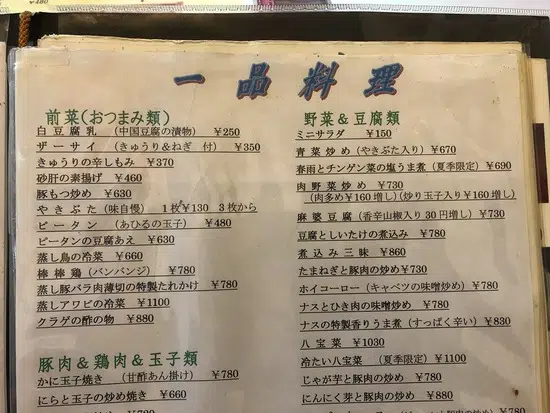 ¥480
一品料理
前菜(おつまみ類)
白豆腐乳 (中国豆腐の漬物) ¥250
ザーサイ (きゅうり&ねぎ 付) ¥350
きゅうりの辛しもみ ¥370
砂肝の素揚げ ¥460
豚もつ炒め ¥630
やきぶた(味自慢) 1枚¥130 3枚から
ピータン (あひるの玉子) ¥480
ピータンの豆腐あえ ¥630
蒸し鳥の冷菜 ¥660
棒棒鶏(バンバンジ) ¥780
蒸し豚バラ肉薄切の特製たれかけ ¥780
蒸しアワビの冷菜 ¥1100
クラゲの酢の物 ¥880
豚肉&鶏肉&玉子類
かに玉子焼き (甘酢あん掛け) ¥780
にらと玉子の炒め焼き ¥660
野菜&豆腐類
ミニサラダ ¥150
青菜炒め (やきぶた入り) ¥670
春雨とチンゲン菜の塩うま煮(夏季限定) ¥690
肉野菜炒め ¥730
(肉多め¥160増し)(炒り玉子入り¥160増し)
麻婆豆腐(香辛山椒入り30円増し) ¥730
豆腐としいたけの煮込み ¥780
煮込み三昧 ¥860
たまねぎと豚肉の炒め ¥730
ホイコーロー(キャベツの味噌炒め) ¥780
ナスとひき肉の味噌炒め ¥780
ナスの特製香りうま煮(すっぱく辛い) ¥830
八宝菜 ¥1030
冷たい八宝菜 (夏季限定) ¥1100
じゃが芋と豚肉の炒め ¥780
にんにく芽と豚肉の炒め ¥880